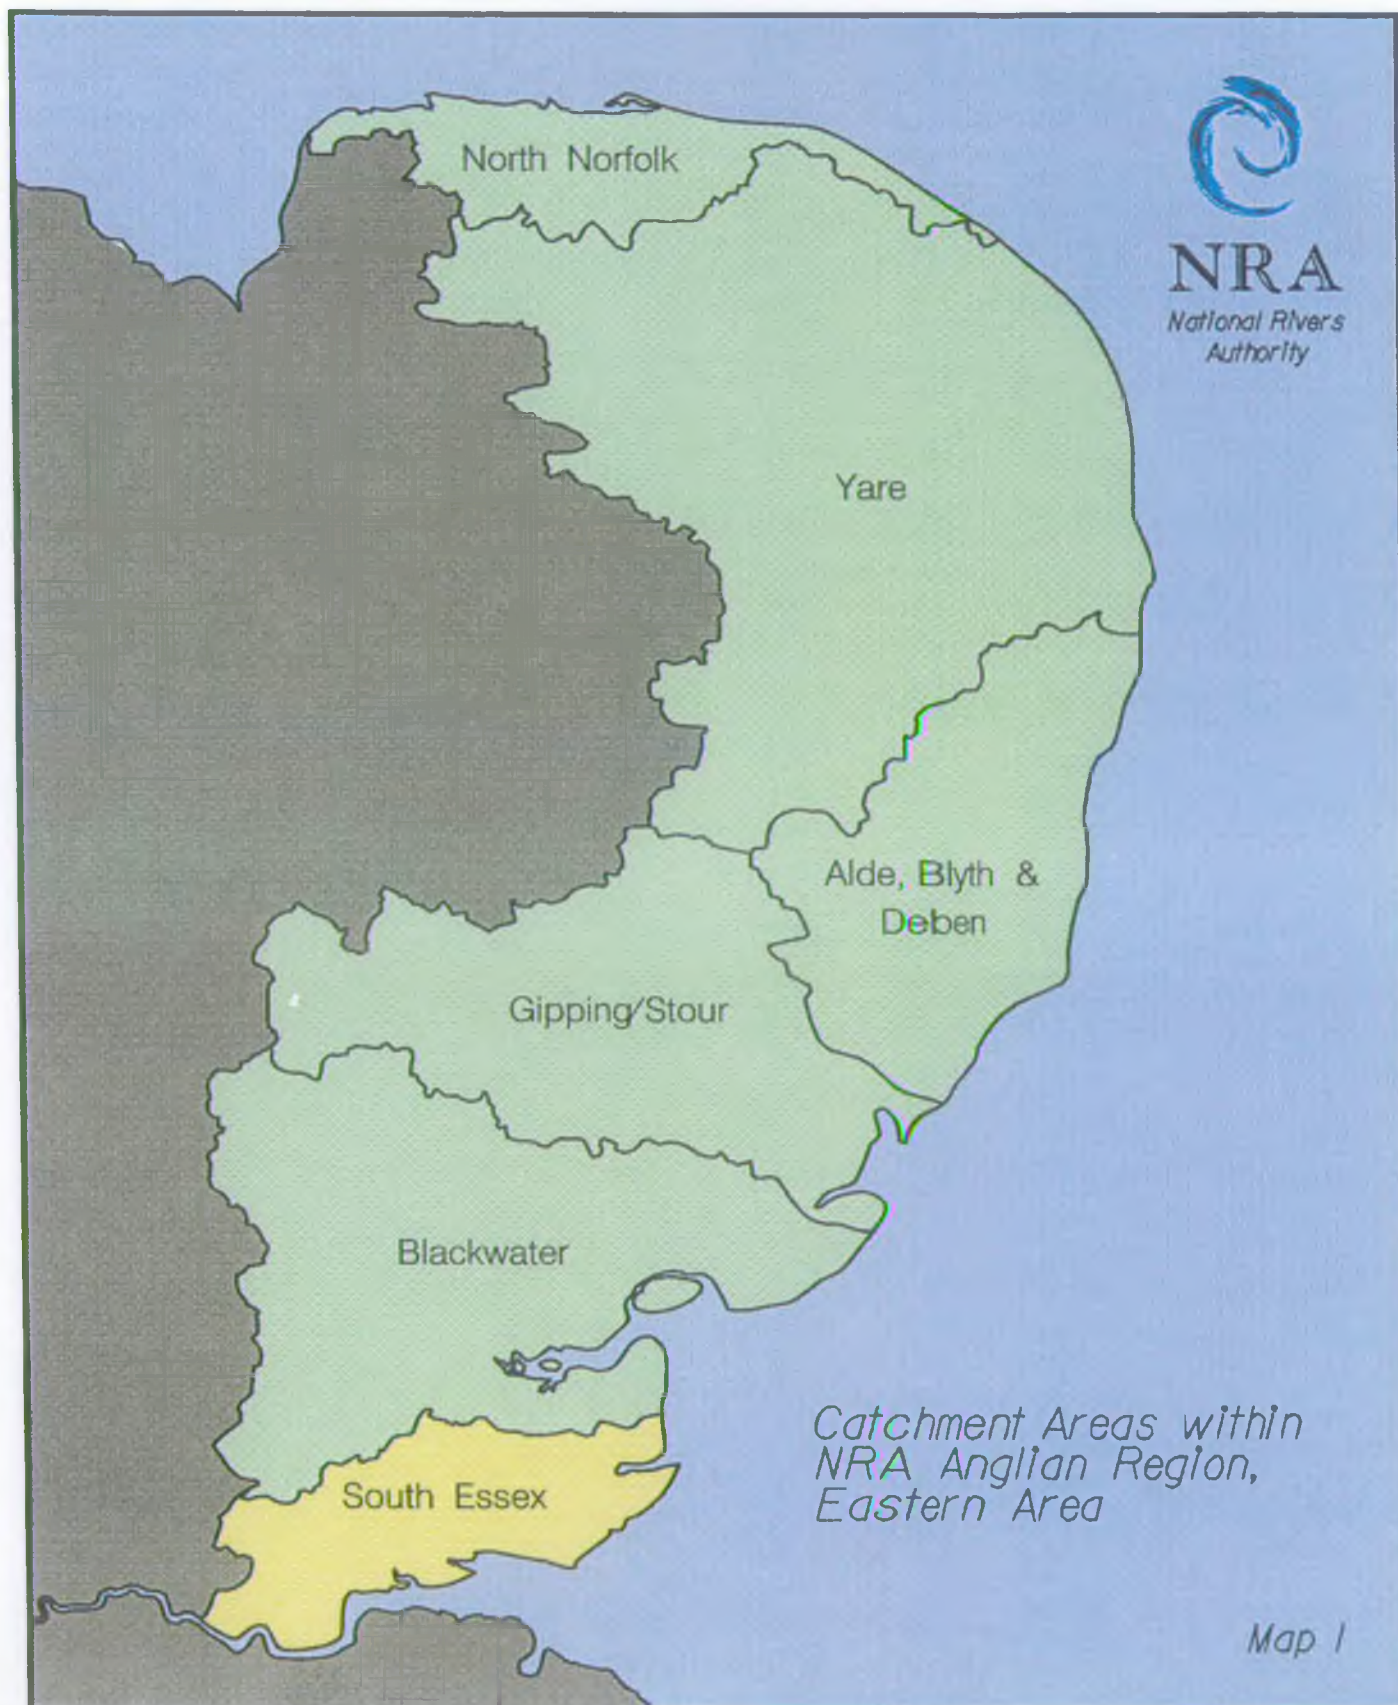 North Norfolk
NRA
National Rivers
Authority
Yare
Alde, Blyth &
Deben
Gipping/Stour
Blackwater
South Essex
Catchment Areas within
NRA Anglian Region,
Eastern Area
Map 1